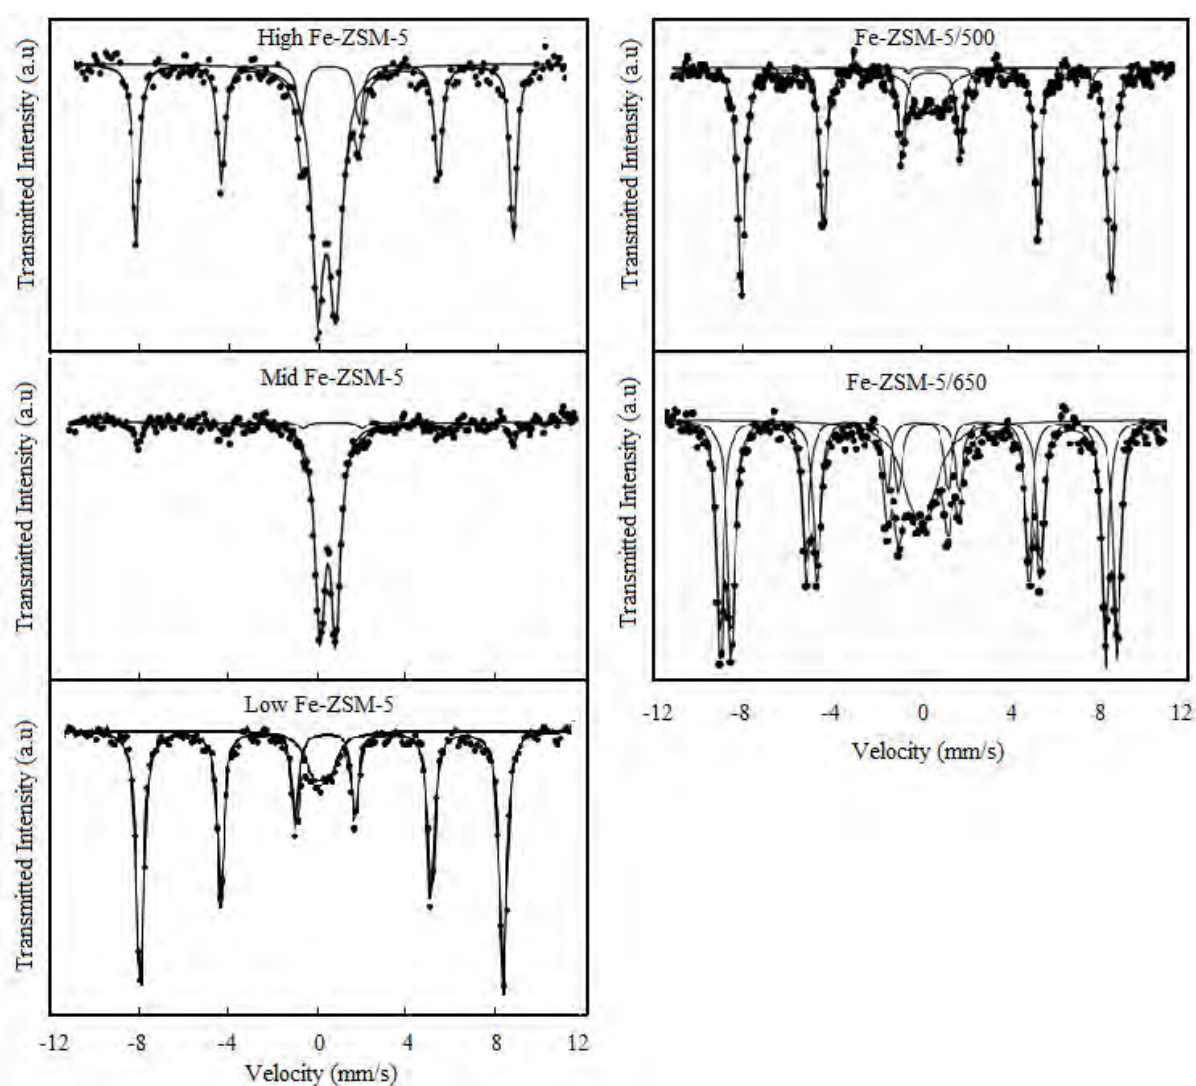 High Fe-ZSM-5
Transmitted Intensity (a.u)
Mid Fe-ZSM-5
Transmitted Intensity (a.u)
Low Fe-ZSM-5
Transmitted Intensity (a.u)
-12 -8 -4 0 4 8 12
Velocity (mm/s)
Fe-ZSM-5/500
Transmitted Intensity (a.u)
Fe-ZSM-5/650
Transmitted Intensity (a.u)
-12 -8 -4 0 4 8 12
Velocity (mm/s)